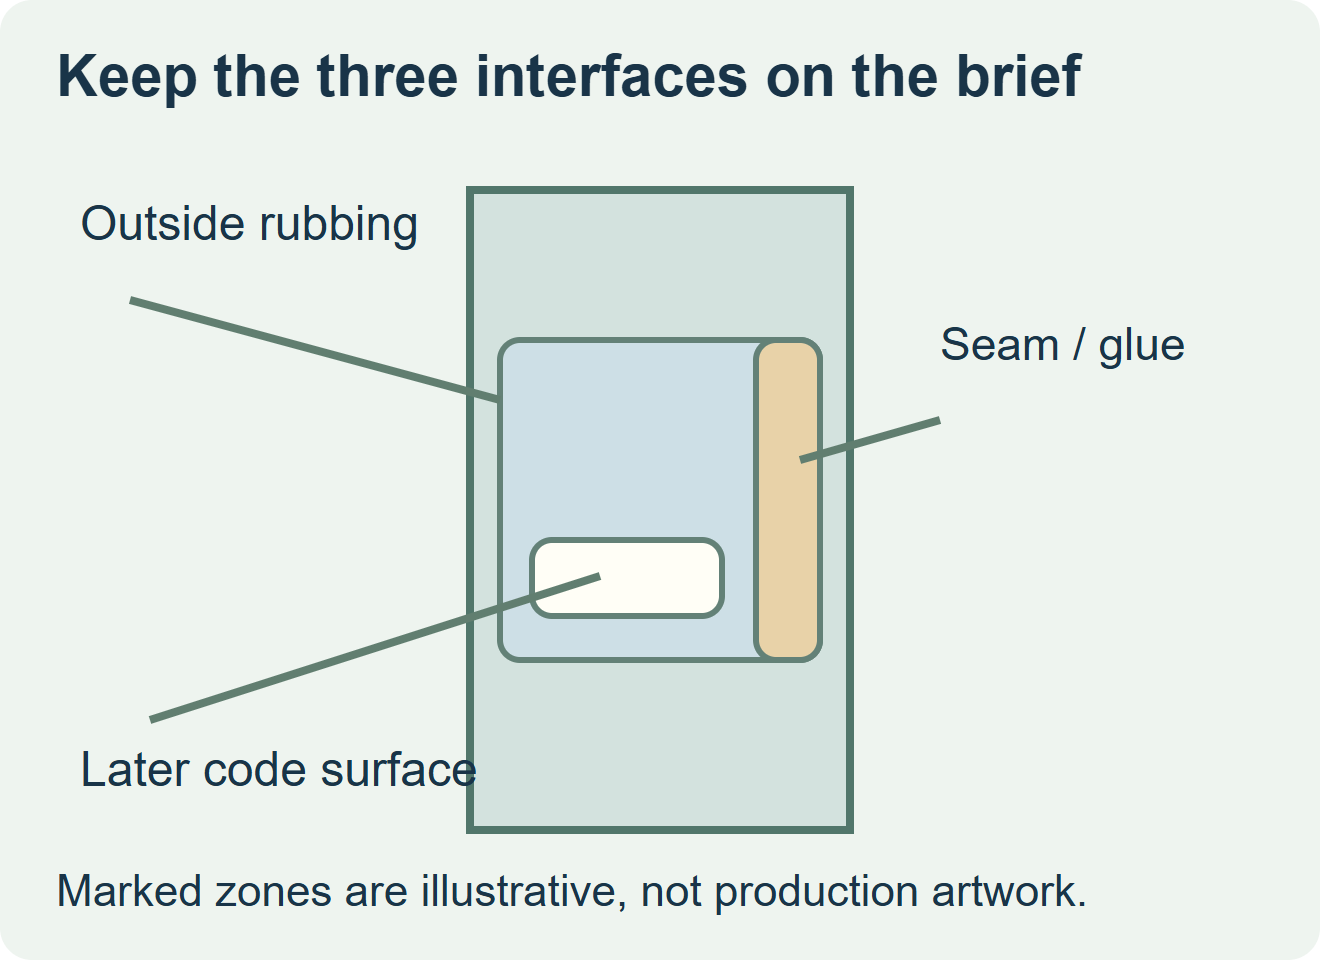 Keep the three interfaces on the brief
Outside rubbing
Seam / glue
Later code surface
Marked zones are illustrative, not production artwork.